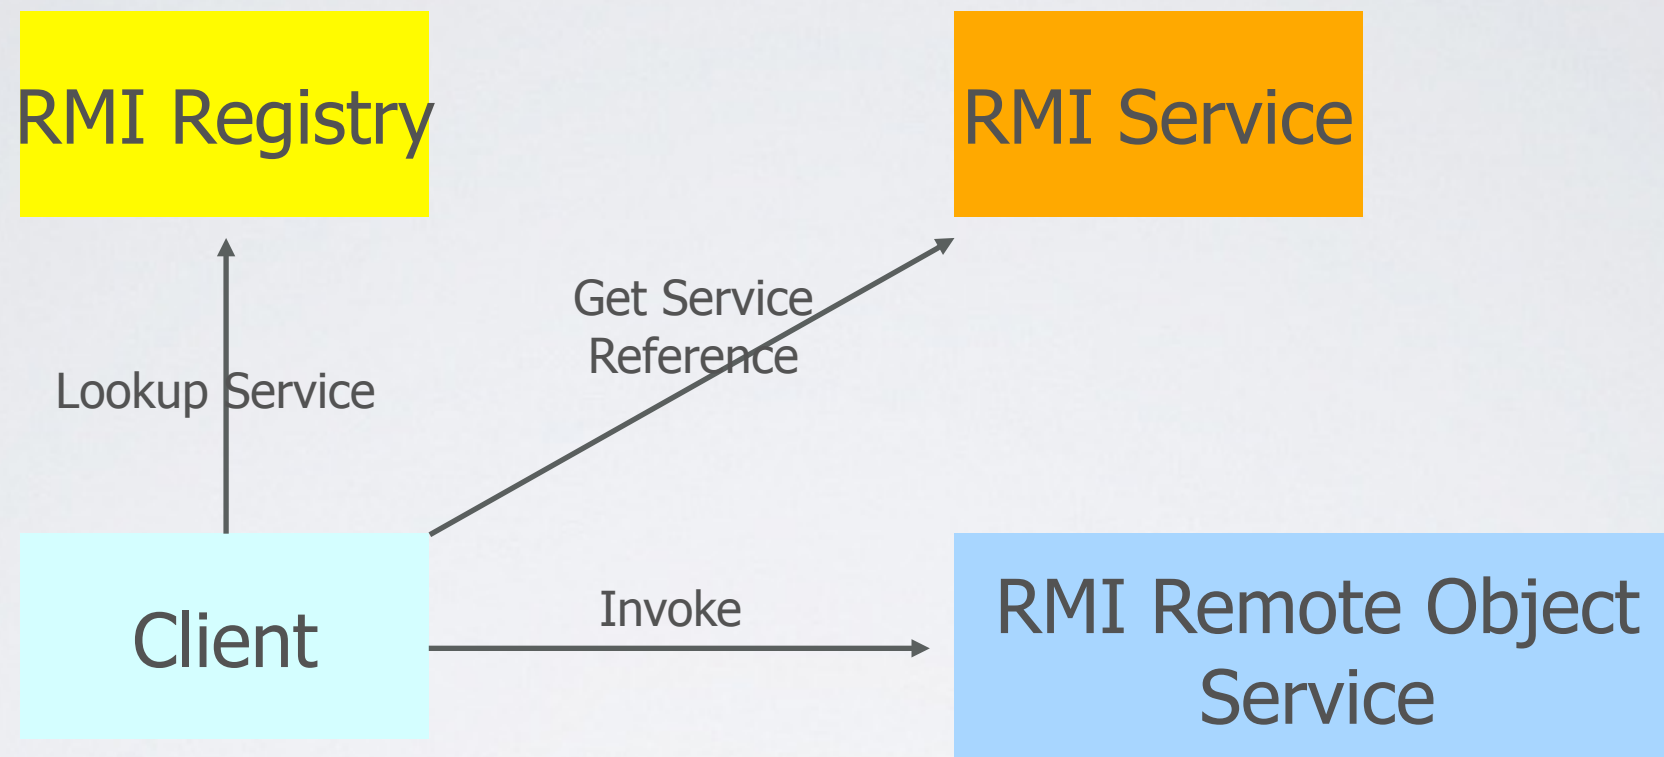 RMI Registry
RMI Service
Get Service
Reference
Lookup Service
Client
Invoke
RMI Remote Object
Service